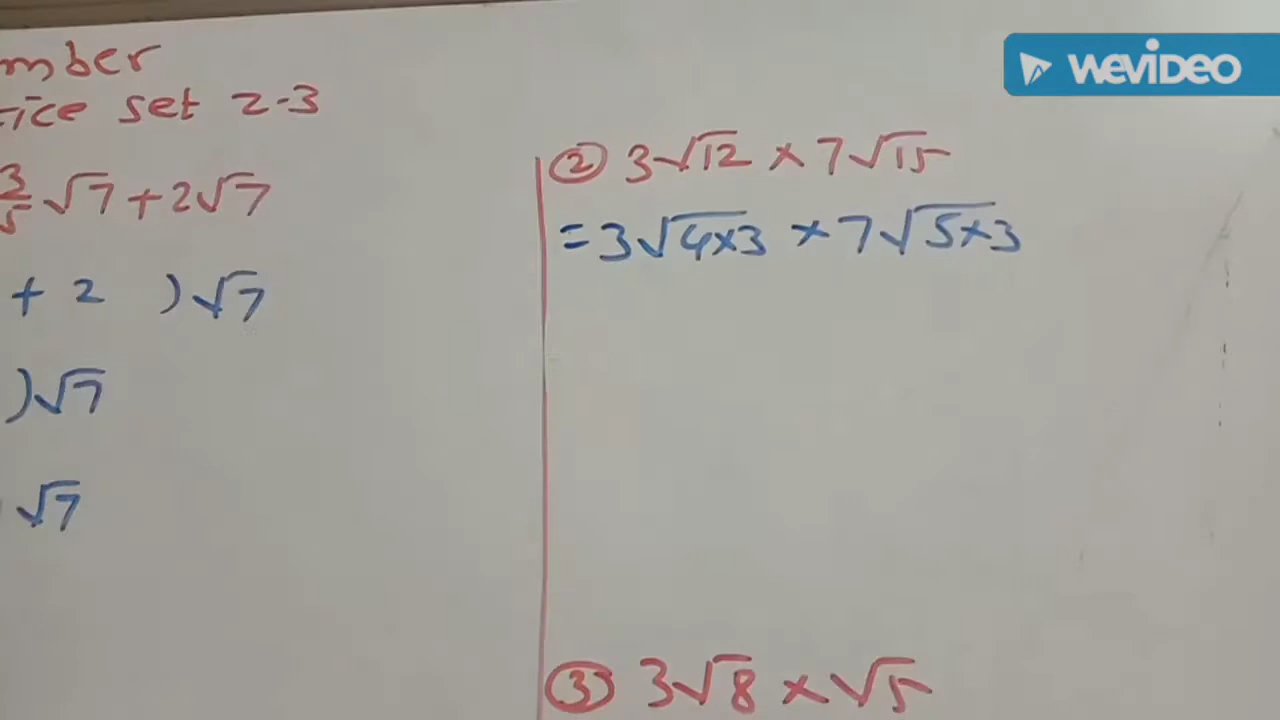 WEVIDEO
mber
tice set 2.3
3/5 √7 + 2√7
+ 2 ) √7
) √7
√7
② 3√12 × 7√15
= 3√4×3 × 7√5×3
③ 3√8 × √5